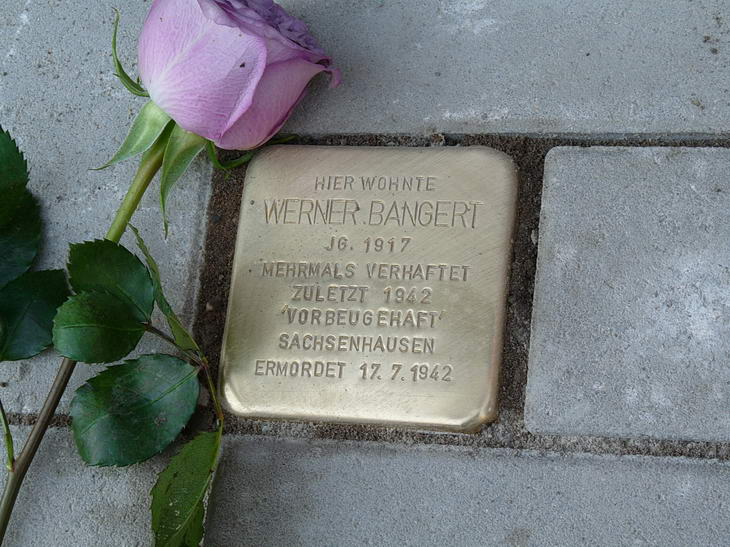 HIER WOHNTE
WERNER BANGERT
JG. 1917
MEHRMALS VERHAFTET
ZULETZT 1942
'VORBEUGEHAFT'
SACHSENHAUSEN
ERMORDET 17.7.1942